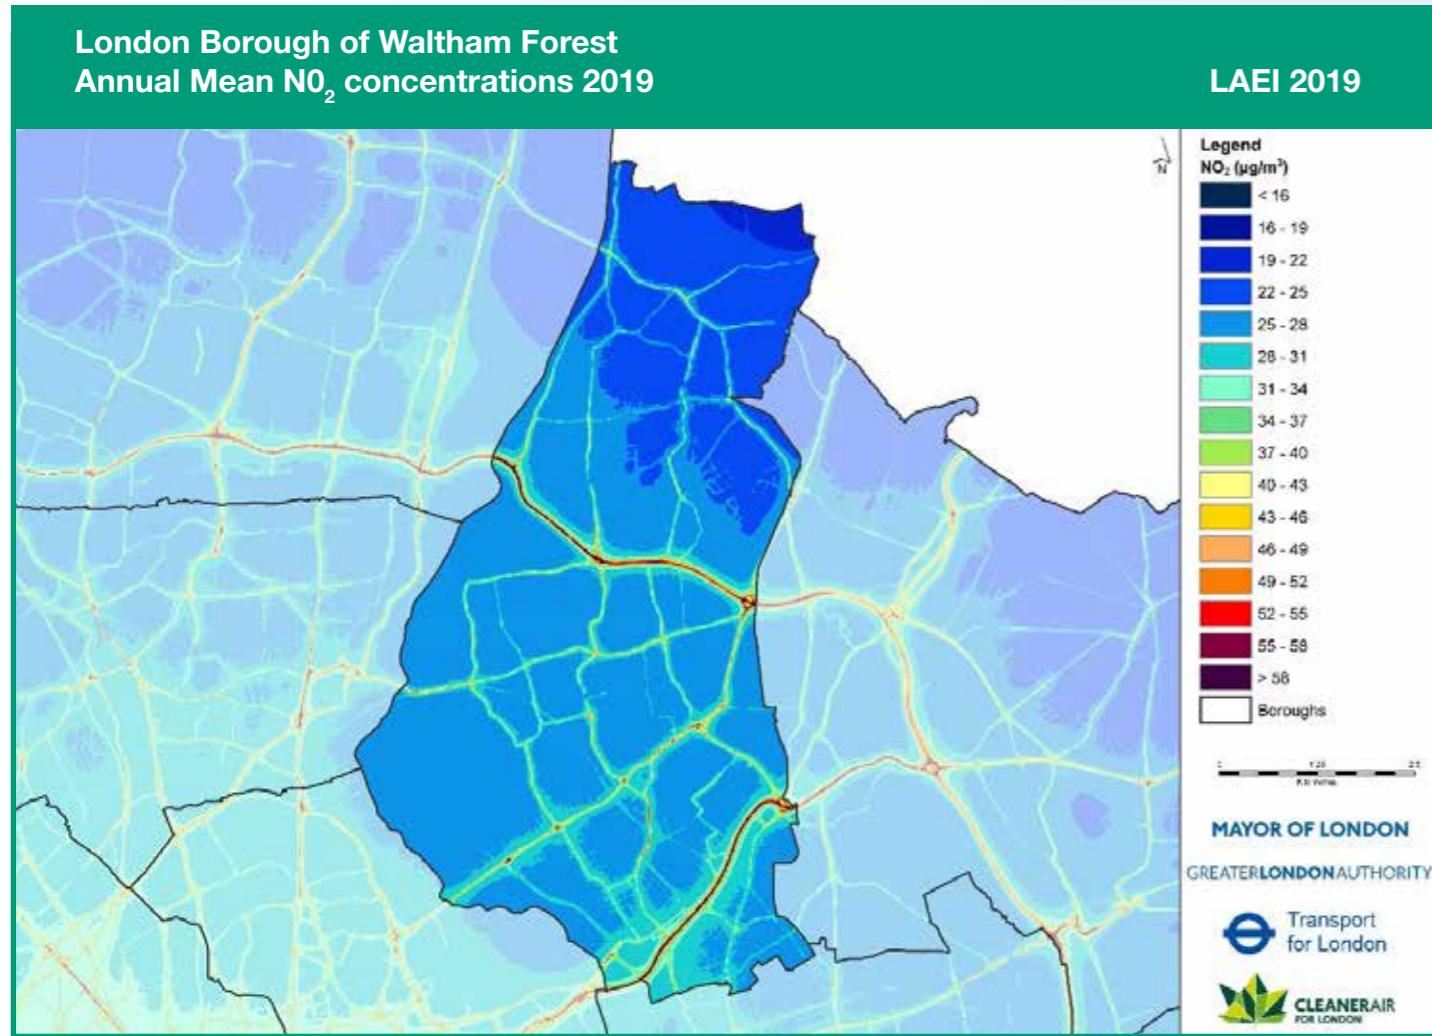 London Borough of Waltham Forest
Annual Mean N0₂ concentrations 2019
LAEI 2019
N
Legend
NO₂ (µg/m³)
< 16
16 - 19
19 - 22
22 - 25
25 - 28
28 - 31
31 - 34
34 - 37
37 - 40
40 - 43
43 - 46
46 - 49
49 - 52
52 - 55
55 - 58
> 58
Boroughs
MAYOR OF LONDON
GREATERLONDONAUTHORITY
Transport
for London
CLEANERAIR
FOR LONDON